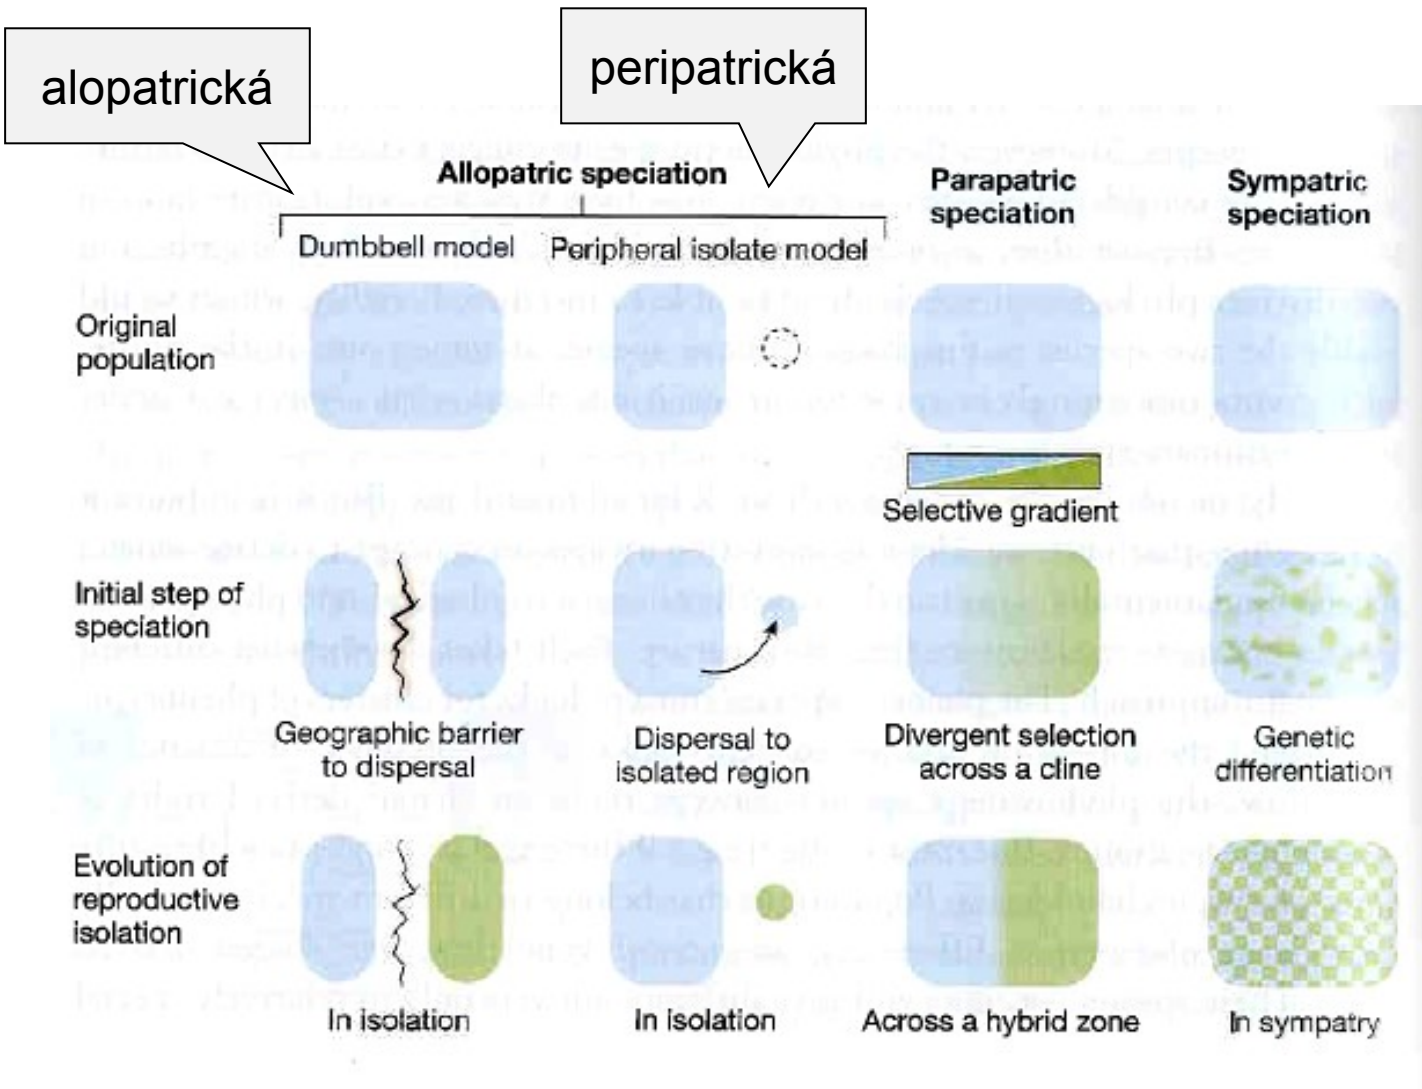 alopatrická
peripatrická
Allopatric speciation
Parapatric
speciation
Sympatric
speciation
Dumbbell model
Peripheral isolate model
Original
population
Selective gradient
Initial step of
speciation
Geographic barrier
to dispersal
Dispersal to
isolated region
Divergent selection
across a cline
Genetic
differentiation
Evolution of
reproductive
isolation
In isolation
In isolation
Across a hybrid zone
In sympatry